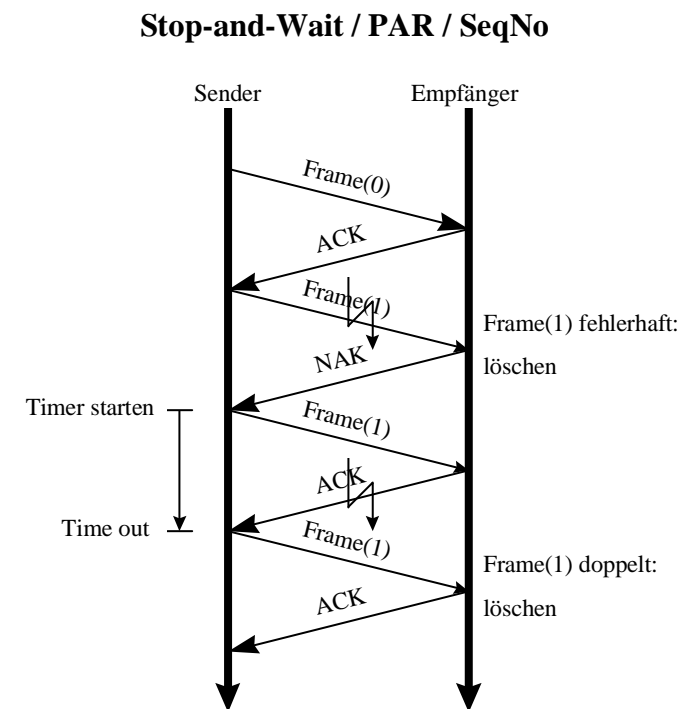 Stop-and-Wait / PAR / SeqNo
Sender
Empfänger
Frame(0)
ACK
Frame(1)
Frame(1) fehlerhaft:
löschen
NAK
Timer starten
Frame(1)
ACK
Time out
Frame(1)
Frame(1) doppelt:
löschen
ACK